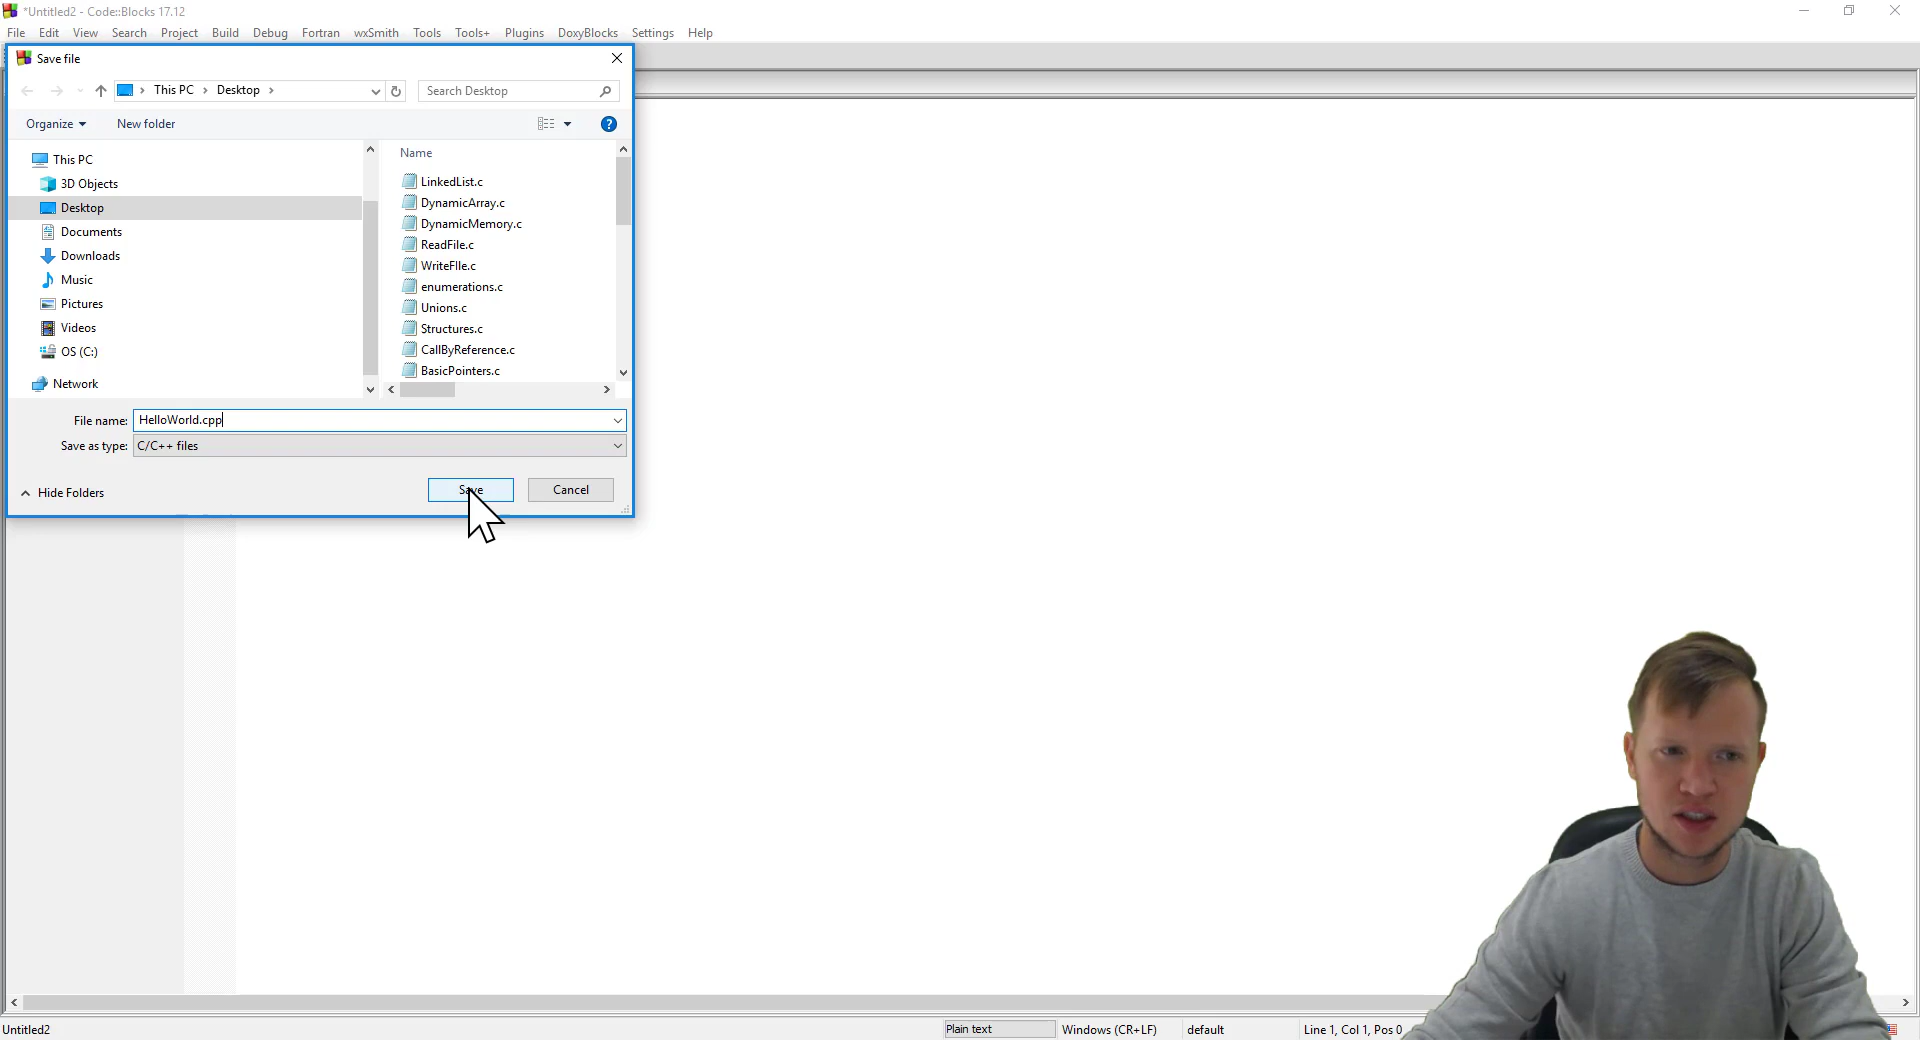 *Untitled2 - Code::Blocks 17.12
File Edit View Search Project Build Debug Fortran wxSmith Tools Tools+ Plugins DoxyBlocks Settings Help
Save file
This PC > Desktop >
Search Desktop
Organize
New folder
?
This PC
3D Objects
Desktop
Documents
Downloads
Music
Pictures
Videos
OS (C:)
Network
Name
LinkedList.c
DynamicArray.c
DynamicMemory.c
ReadFile.c
WriteFIle.c
enumerations.c
Unions.c
Structures.c
CallByReference.c
BasicPointers.c
File name: HelloWorld.cpp
Save as type: C/C++ files
Hide Folders
Save
Cancel
Untitled2
Plain text
Windows (CR+LF)
default
Line 1, Col 1, Pos 0